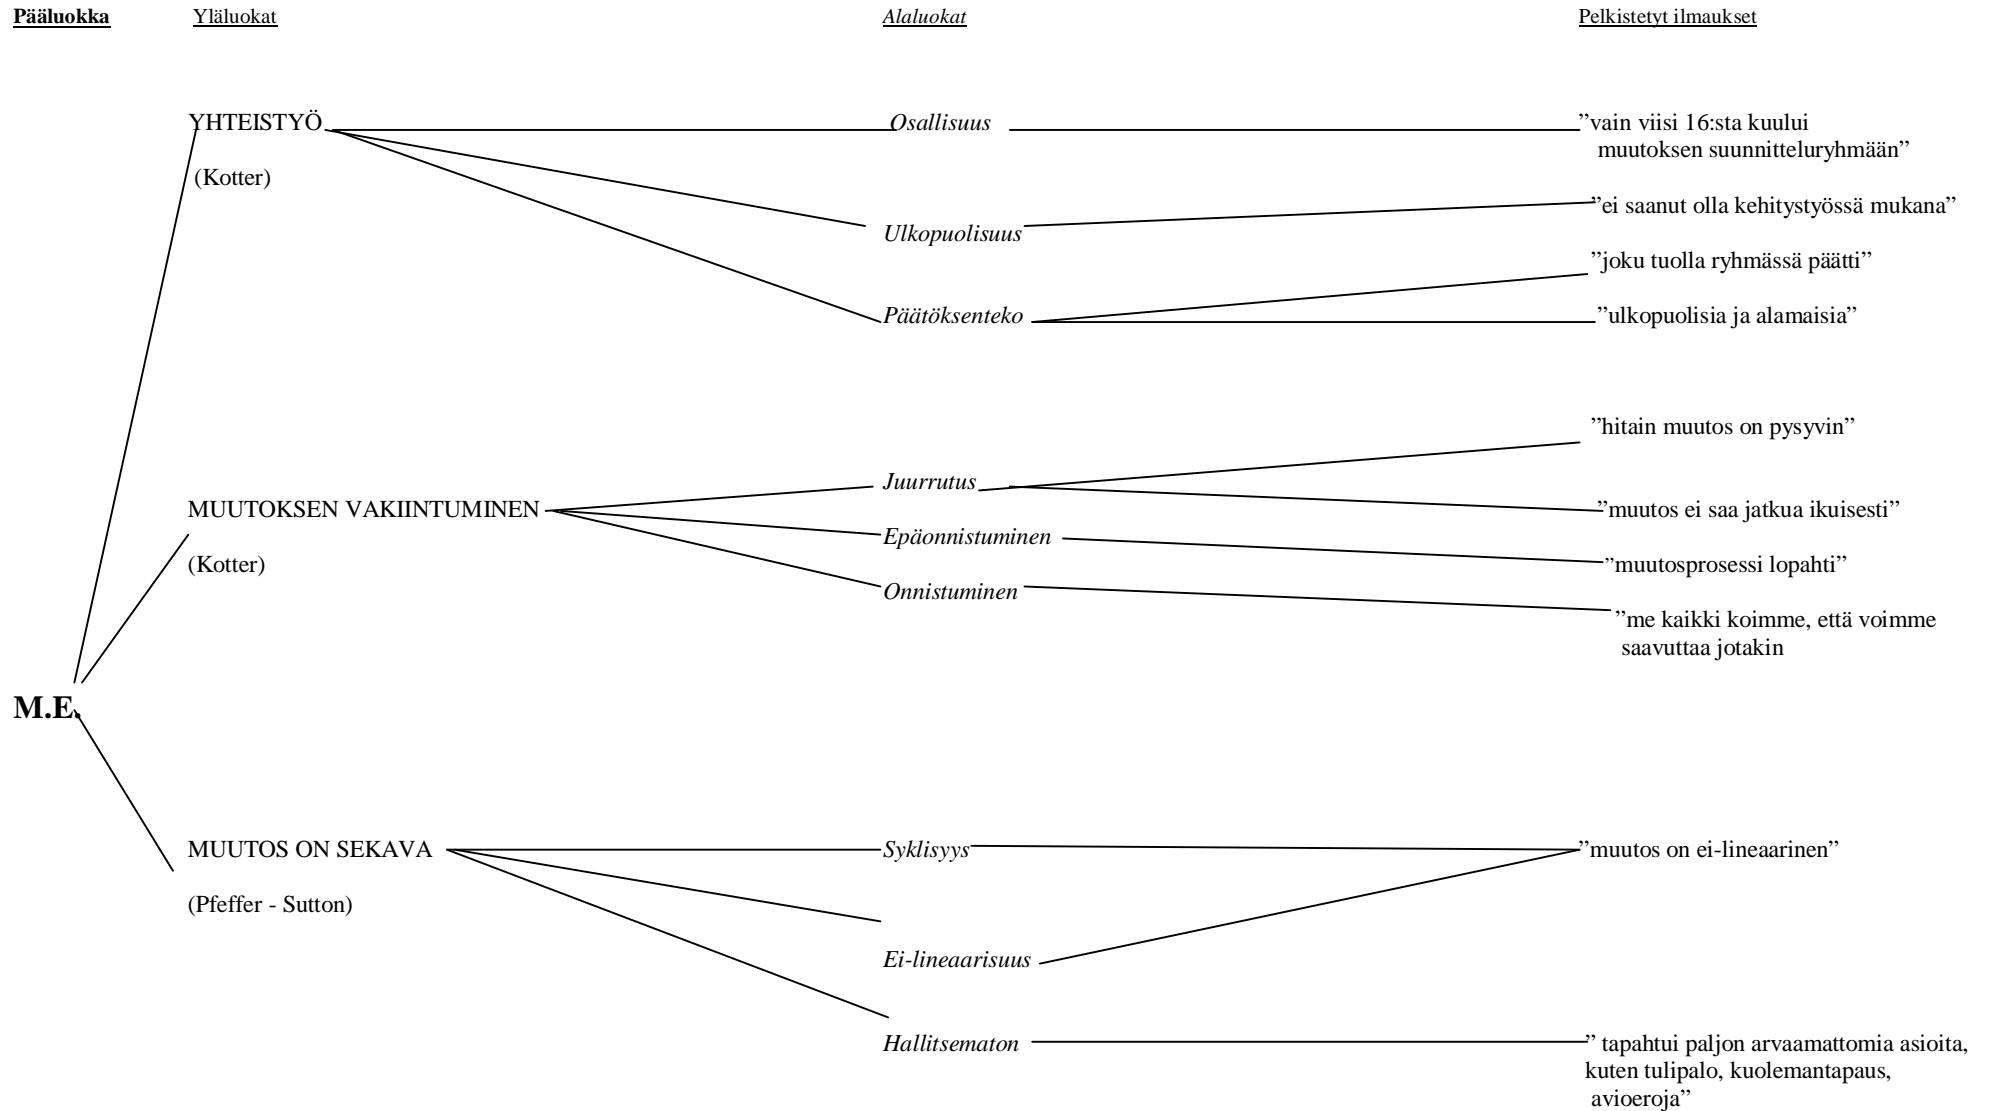 Pääluokka Yläluokat Alaluokat Pelkistetyt ilmaukset
YHTEISTYÖ Osallisuus ”vain viisi 16:sta kuului
muutoksen suunnitteluryhmään”
(Kotter)
Ulkopuolisuus ”ei saanut olla kehitystyössä mukana”
”joku tuolla ryhmässä päätti”
Päätöksenteko ”ulkopuolisia ja alamaisia”
”hitain muutos on pysyvin”
Juurrutus
MUUTOKSEN VAKIINTUMINEN ”muutos ei saa jatkua ikuisesti”
Epäonnistuminen
(Kotter) ”muutosprosessi lopahti”
Onnistuminen
”me kaikki koimme, että voimme
saavuttaa jotakin
M.E.
MUUTOS ON SEKAVA Syklisyys ”muutos on ei-lineaarinen”
(Pfeffer - Sutton)
Ei-lineaarisuus
Hallitsematon ” tapahtui paljon arvaamattomia asioita,
kuten tulipalo, kuolemantapaus,
avioeroja”